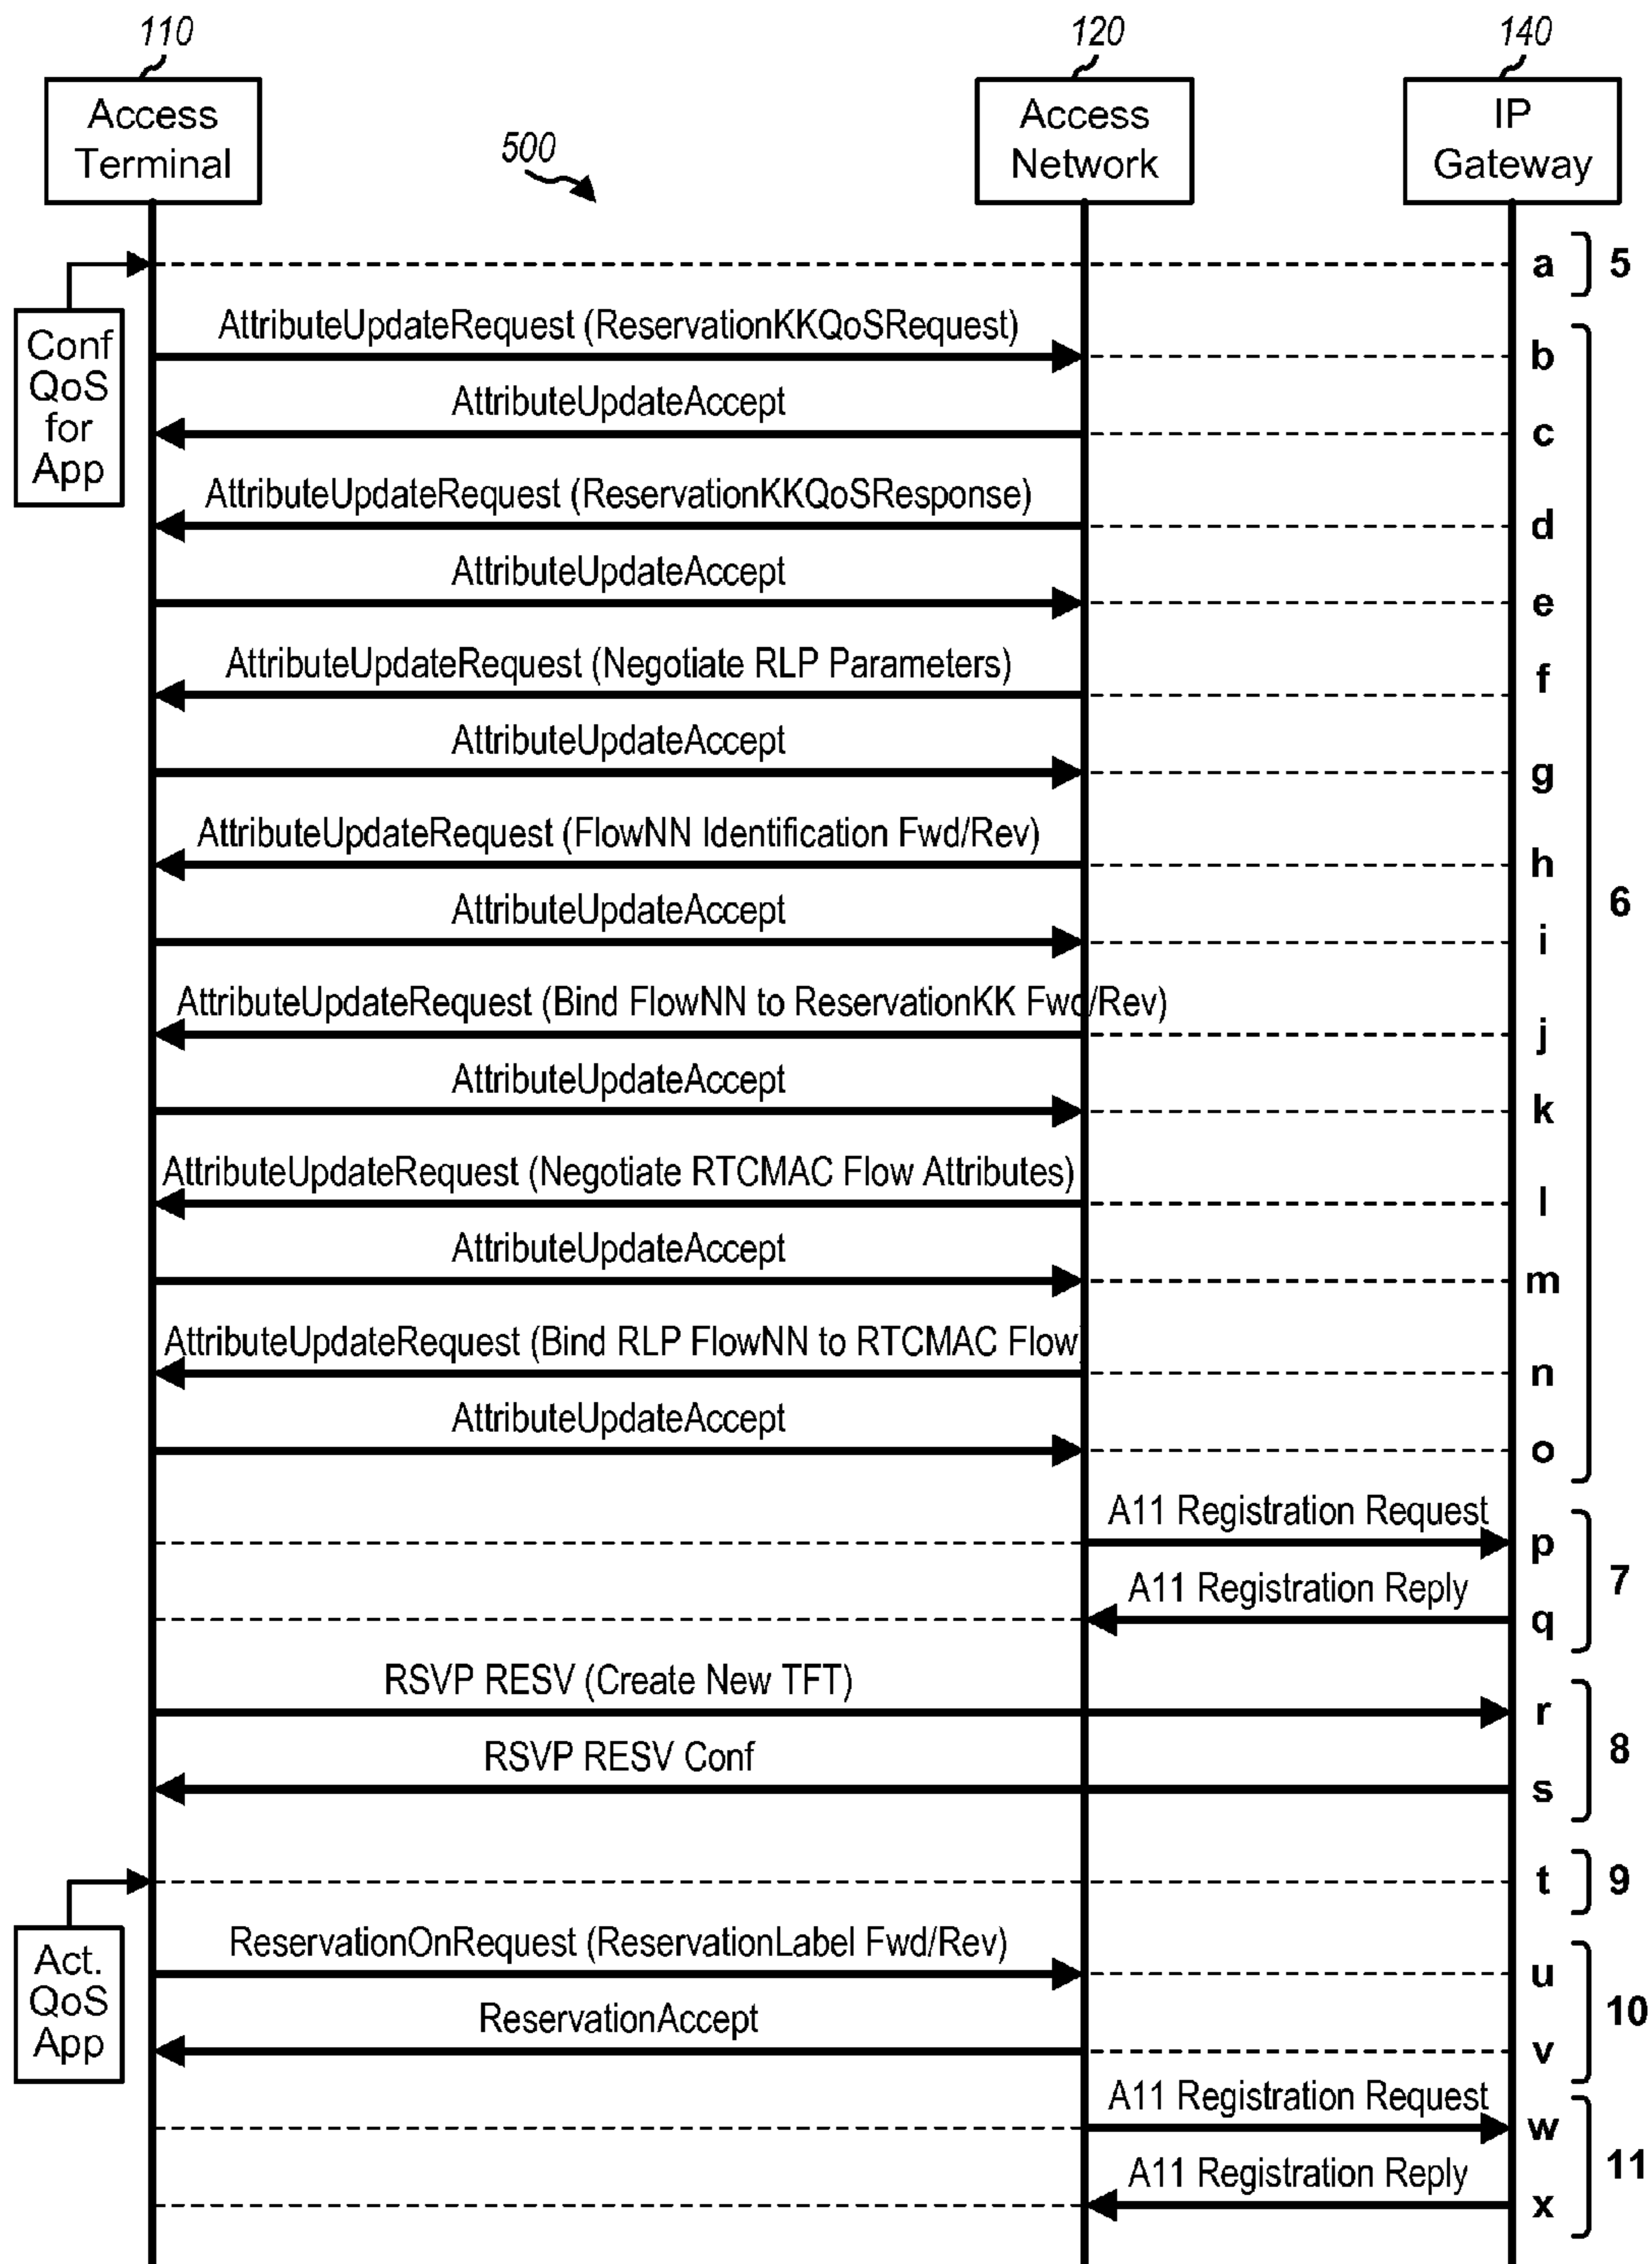 110
120
140
Access
Terminal
Access
Network
IP
Gateway
500
a
5
Conf
QoS
for
App
AttributeUpdateRequest (ReservationKKQoSRequest)
b
AttributeUpdateAccept
c
AttributeUpdateRequest (ReservationKKQoSResponse)
d
AttributeUpdateAccept
e
AttributeUpdateRequest (Negotiate RLP Parameters)
f
AttributeUpdateAccept
g
AttributeUpdateRequest (FlowNN Identification Fwd/Rev)
h
6
AttributeUpdateAccept
i
AttributeUpdateRequest (Bind FlowNN to ReservationKK Fwd/Rev)
j
AttributeUpdateAccept
k
AttributeUpdateRequest (Negotiate RTCMAC Flow Attributes)
l
AttributeUpdateAccept
m
AttributeUpdateRequest (Bind RLP FlowNN to RTCMAC Flow)
n
AttributeUpdateAccept
o
A11 Registration Request
p
7
A11 Registration Reply
q
RSVP RESV (Create New TFT)
r
8
RSVP RESV Conf
s
t
9
Act.
QoS
App
ReservationOnRequest (ReservationLabel Fwd/Rev)
u
10
ReservationAccept
v
A11 Registration Request
w
11
A11 Registration Reply
x